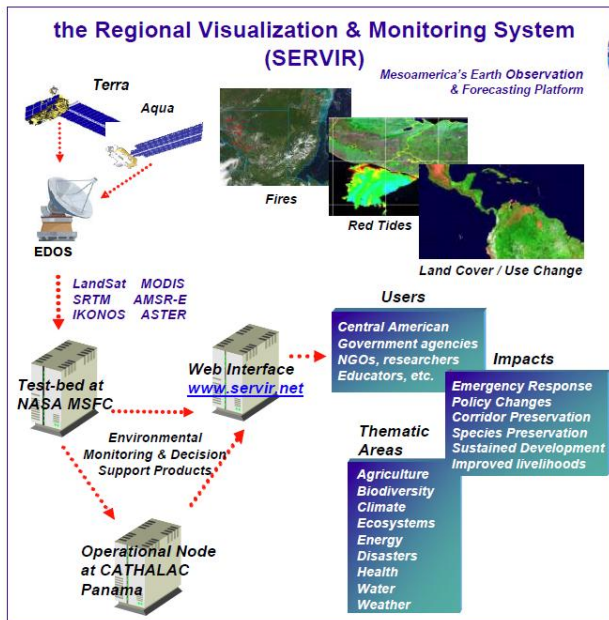 the Regional Visualization & Monitoring System
(SERVIR)
Mesoamerica's Earth Observation
& Forecasting Platform
Terra
Aqua
EDOS
Fires
Red Tides
Land Cover / Use Change
LandSat MODIS
SRTM AMSR-E
IKONOS ASTER
Test-bed at
NASA MSFC
Web Interface
www.servir.net
Environmental
Monitoring & Decision
Support Products
Operational Node
at CATHALAC
Panama
Users
Central American
Government agencies
NGOs, researchers
Educators, etc.
Impacts
Emergency Response
Policy Changes
Corridor Preservation
Species Preservation
Sustained Development
Improved livelihoods
Thematic
Areas
Agriculture
Biodiversity
Climate
Ecosystems
Energy
Disasters
Health
Water
Weather